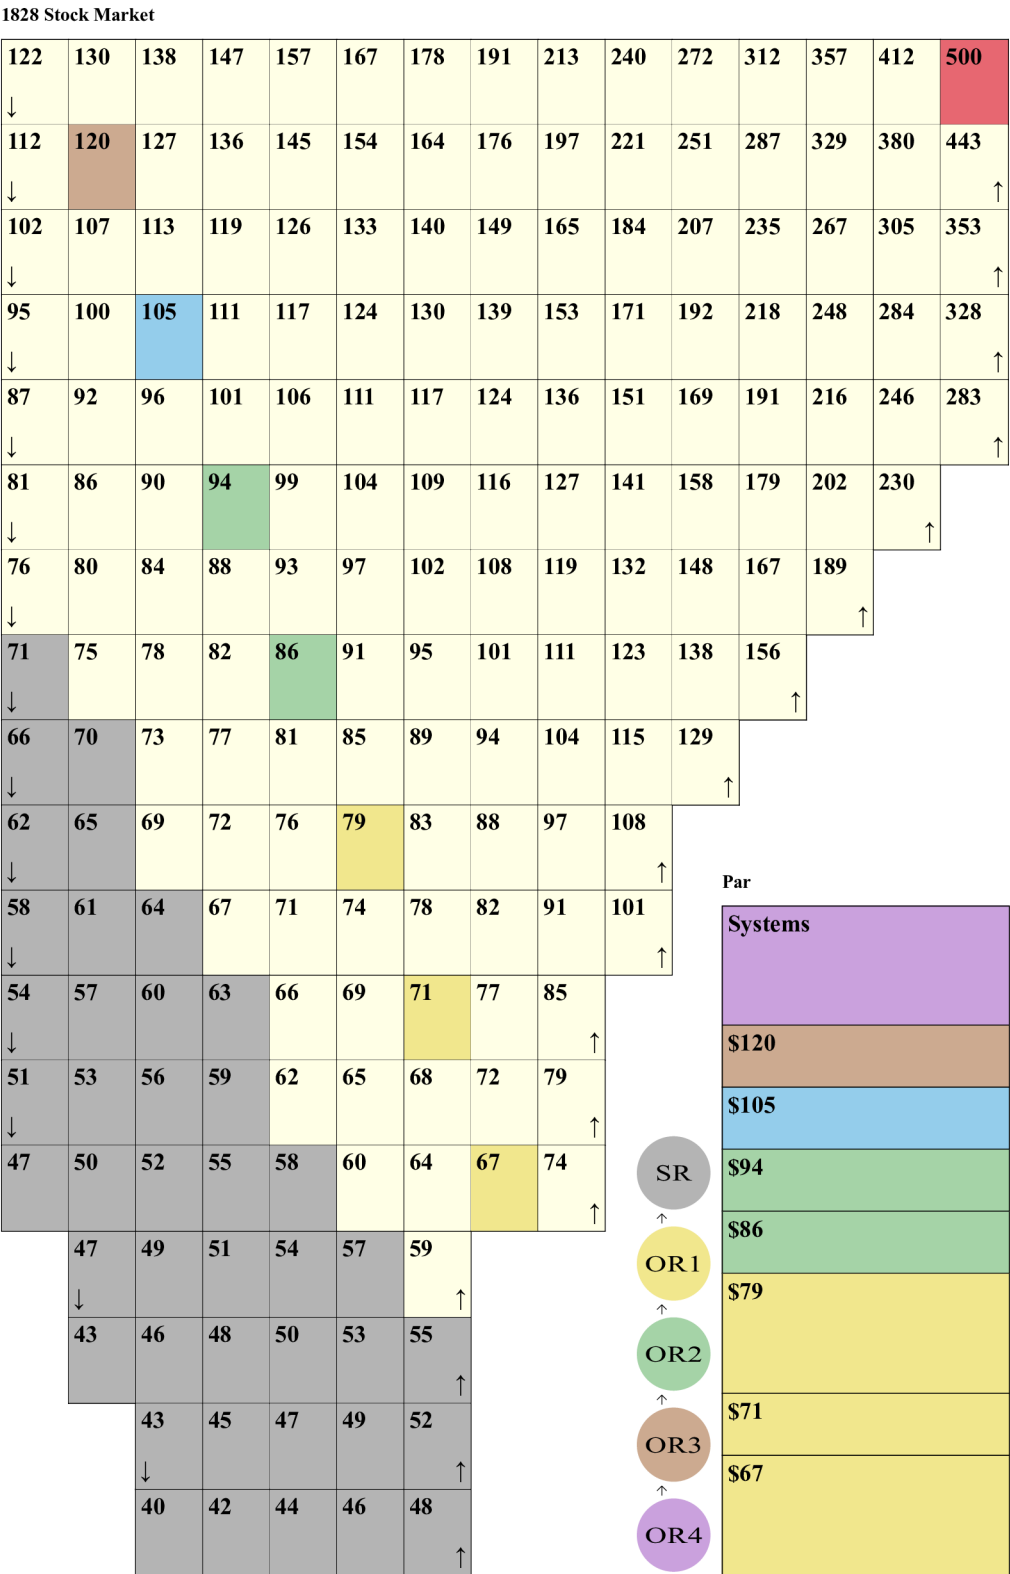 1828 Stock Market
122 130 138 147 157 167 178 191 213 240 272 312 357 412 500
↓
112 120 127 136 145 154 164 176 197 221 251 287 329 380 443
↓ ↑
102 107 113 119 126 133 140 149 165 184 207 235 267 305 353
↓ ↑
95 100 105 111 117 124 130 139 153 171 192 218 248 284 328
↓ ↑
87 92 96 101 106 111 117 124 136 151 169 191 216 246 283
↓ ↑
81 86 90 94 99 104 109 116 127 141 158 179 202 230
↓ ↑
76 80 84 88 93 97 102 108 119 132 148 167 189
↓ ↑
71 75 78 82 86 91 95 101 111 123 138 156
↓ ↑
66 70 73 77 81 85 89 94 104 115 129
↓ ↑
62 65 69 72 76 79 83 88 97 108
↓ ↑
58 61 64 67 71 74 78 82 91 101
↓ ↑
54 57 60 63 66 69 71 77 85
↓ ↑
51 53 56 59 62 65 68 72 79
↓ ↑
47 50 52 55 58 60 64 67 74
↑
47 49 51 54 57 59
↓ ↑
43 46 48 50 53 55
↑
43 45 47 49 52
↓ ↑
40 42 44 46 48
↑
SR
↑
OR1
↑
OR2
↑
OR3
↑
OR4
Par
Systems
$120
$105
$94
$86
$79
$71
$67